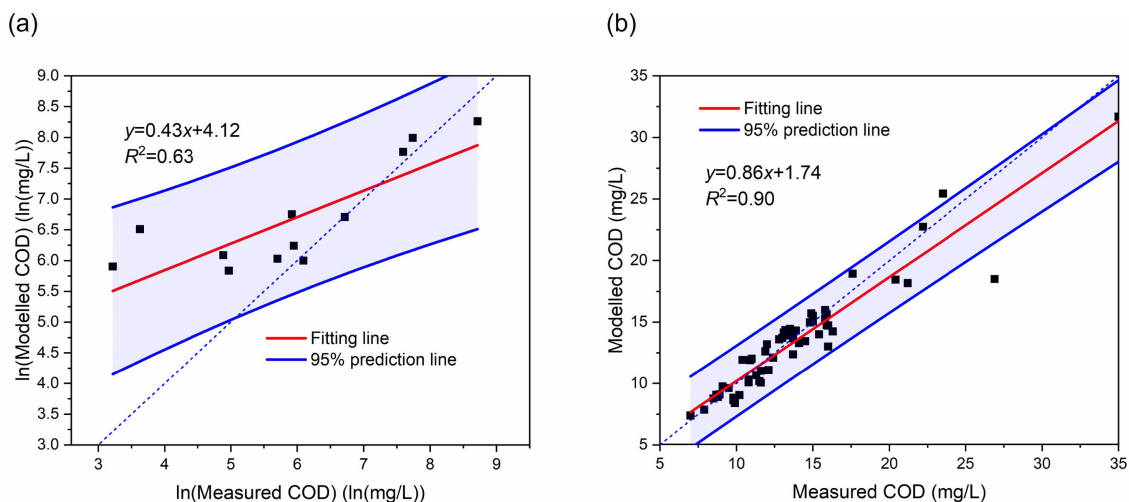 (a)
ln(Modelled COD) (ln(mg/L))
9.0
8.5
8.0
7.5
7.0
6.5
6.0
5.5
5.0
4.5
4.0
3.5
3.0
y=0.43x+4.12
R²=0.63
Fitting line
95% prediction line
3 4 5 6 7 8 9
ln(Measured COD) (ln(mg/L))
(b)
Modelled COD (mg/L)
35
30
25
20
15
10
5
Fitting line
95% prediction line
y=0.86x+1.74
R²=0.90
5 10 15 20 25 30 35
Measured COD (mg/L)